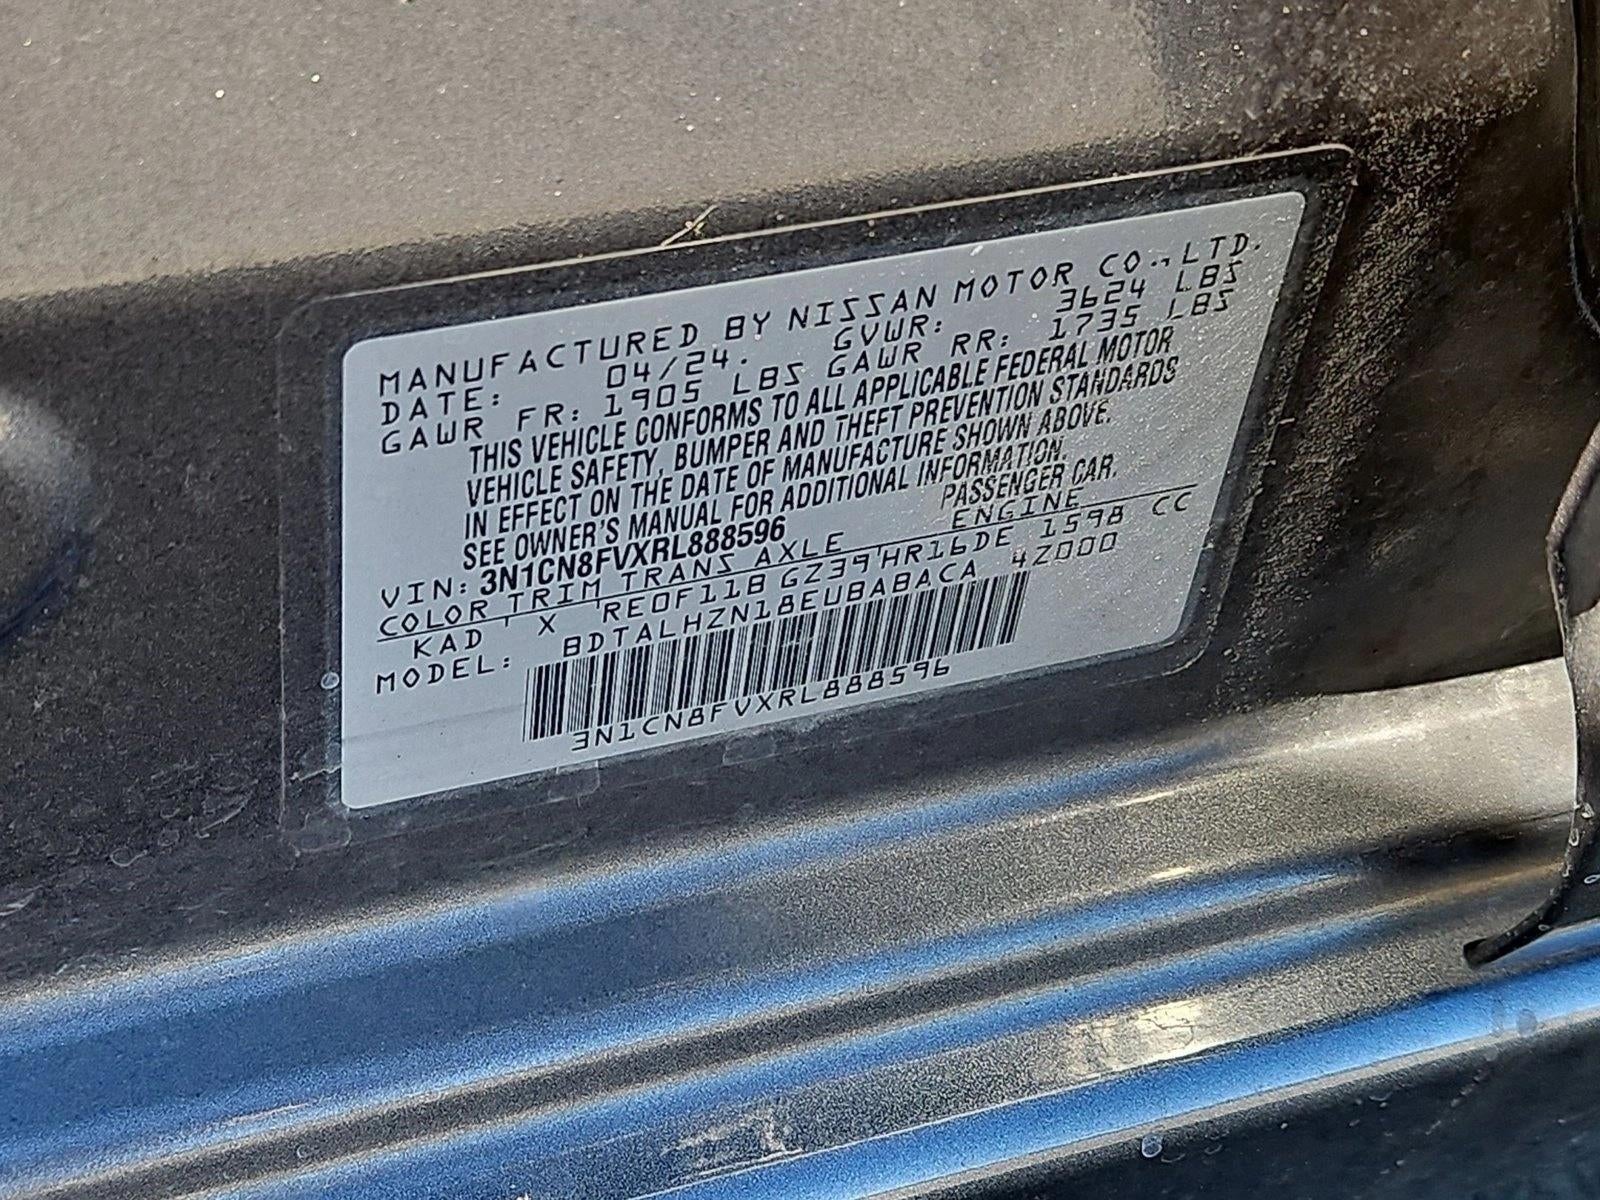 MANUFACTURED BY NISSAN MOTOR CO., LTD.
DATE: 04/24. GVWR: 3624 LBS
GAWR FR: 1905 LBS GAWR RR: 1735 LBS
THIS VEHICLE CONFORMS TO ALL APPLICABLE FEDERAL MOTOR
VEHICLE SAFETY, BUMPER AND THEFT PREVENTION STANDARDS
IN EFFECT ON THE DATE OF MANUFACTURE SHOWN ABOVE.
SEE OWNER'S MANUAL FOR ADDITIONAL INFORMATION.
VIN: 3N1CN8FVXRL888596 PASSENGER CAR.
COLOR TRIM TRANS AXLE ENGINE
KAD X RE0F11B GZ39 HR16DE 1598 CC
MODEL: BDTALHZN18EUBABACA 4Z000
3N1CN8FVXRL888596